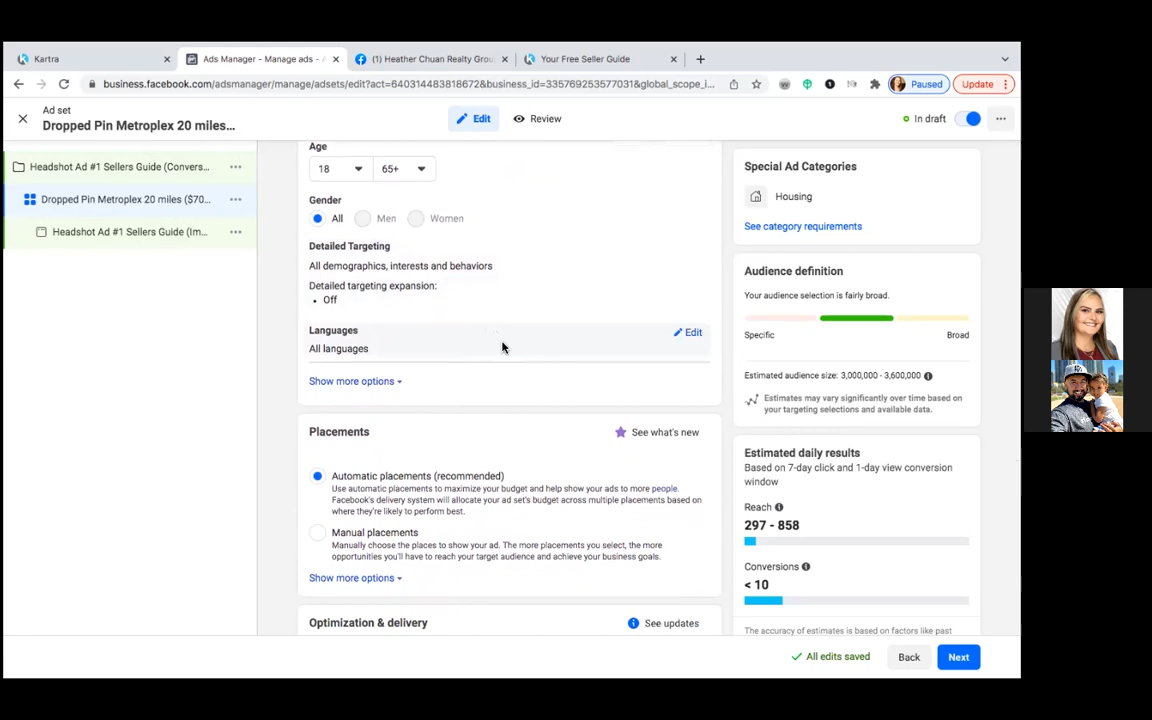 Kartra
Ads Manager - Manage ads - A
(1) Heather Chuan Realty Grou
Your Free Seller Guide
business.facebook.com/adsmanager/manage/adsets/edit?act=640314483818672&business_id=335769253577031&global_scope_i...
Paused
Update
Ad set
Dropped Pin Metroplex 20 miles...
Edit
Review
In draft
Headshot Ad #1 Sellers Guide (Convers...
Dropped Pin Metroplex 20 miles ($70...
Headshot Ad #1 Sellers Guide (Im...
Age
18
65+
Gender
All
Men
Women
Detailed Targeting
All demographics, interests and behaviors
Detailed targeting expansion:
• Off
Languages
Edit
All languages
Show more options
Placements
See what's new
Automatic placements (recommended)
Use automatic placements to maximize your budget and help show your ads to more people.
Facebook's delivery system will allocate your ad set's budget across multiple placements based on
where they're likely to perform best.
Manual placements
Manually choose the places to show your ad. The more placements you select, the more
opportunities you'll have to reach your target audience and achieve your business goals.
Show more options
Optimization & delivery
See updates
Special Ad Categories
Housing
See category requirements
Audience definition
Your audience selection is fairly broad.
Specific
Broad
Estimated audience size: 3,000,000 - 3,600,000
Estimates may vary significantly over time based on
your targeting selections and available data.
Estimated daily results
Based on 7-day click and 1-day view conversion
window
Reach
297 - 858
Conversions
< 10
The accuracy of estimates is based on factors like past
All edits saved
Back
Next